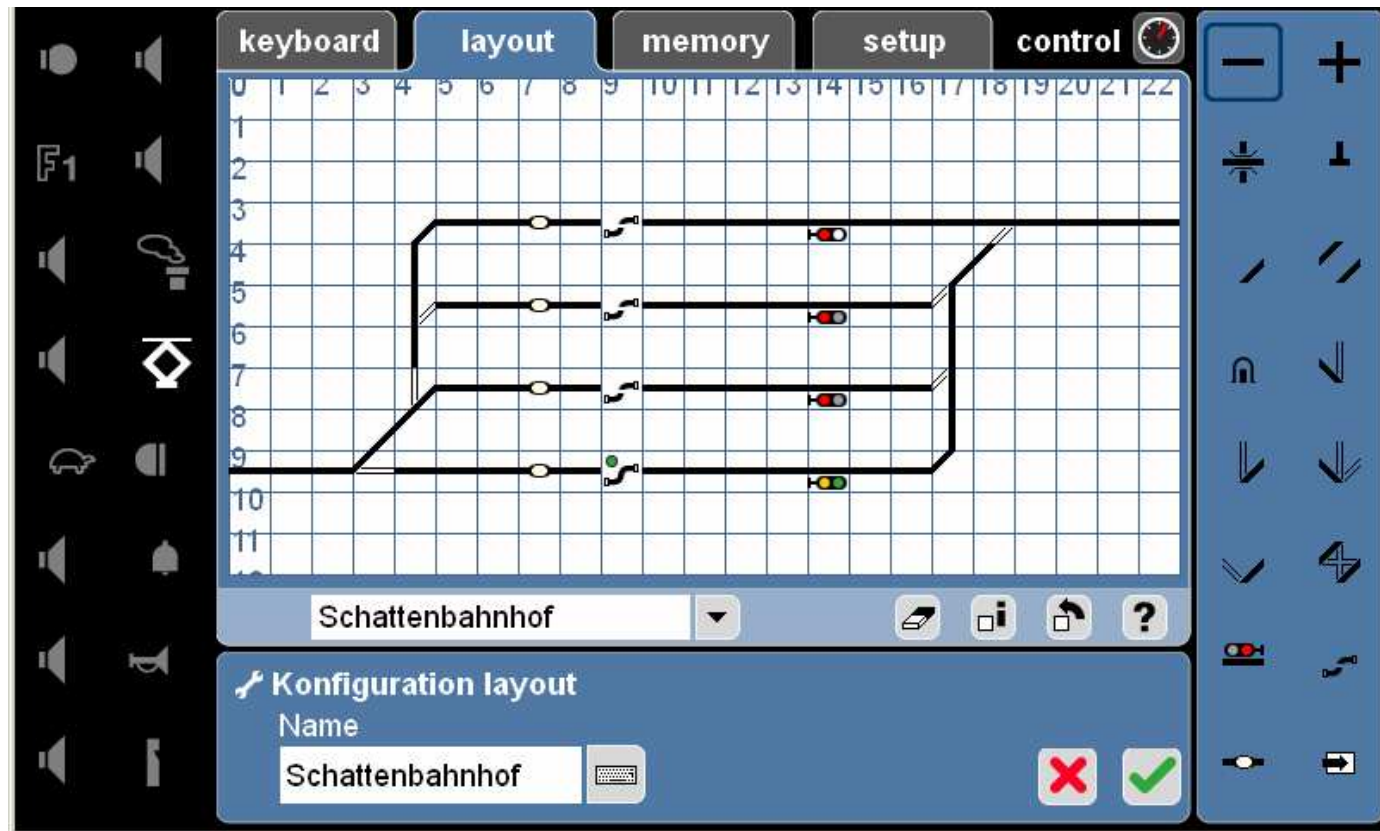 keyboard layout memory setup control
0 1 2 3 4 5 6 7 8 9 10 11 12 13 14 15 16 17 18 19 20 21 22
1
F1
2
3
4
5
6
7
8
9
10
11
Schattenbahnhof
i ?
Konfiguration layout
Name
Schattenbahnhof